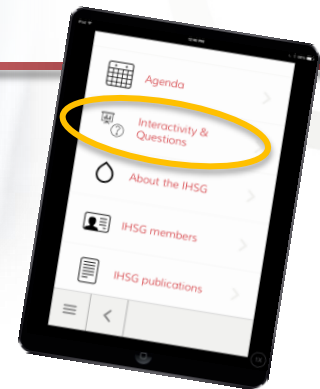 Agenda
Interactivity &
Questions
About the IHSG
IHSG members
IHSG publications